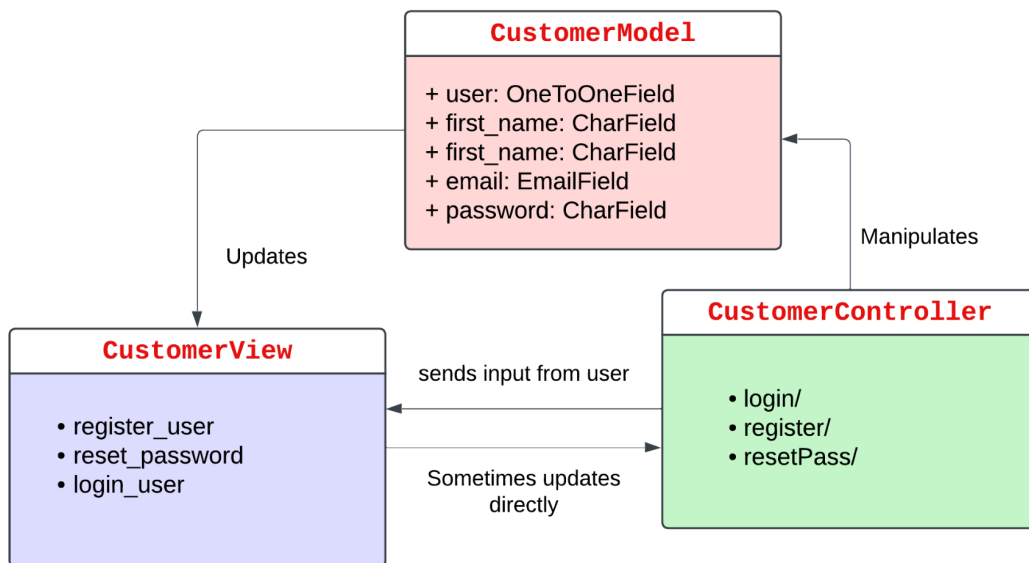 CustomerModel
+ user: OneToOneField
+ first_name: CharField
+ first_name: CharField
+ email: EmailField
+ password: CharField
Updates
Manipulates
CustomerController
• login/
• register/
• resetPass/
CustomerView
• register_user
• reset_password
• login_user
sends input from user
Sometimes updates
directly